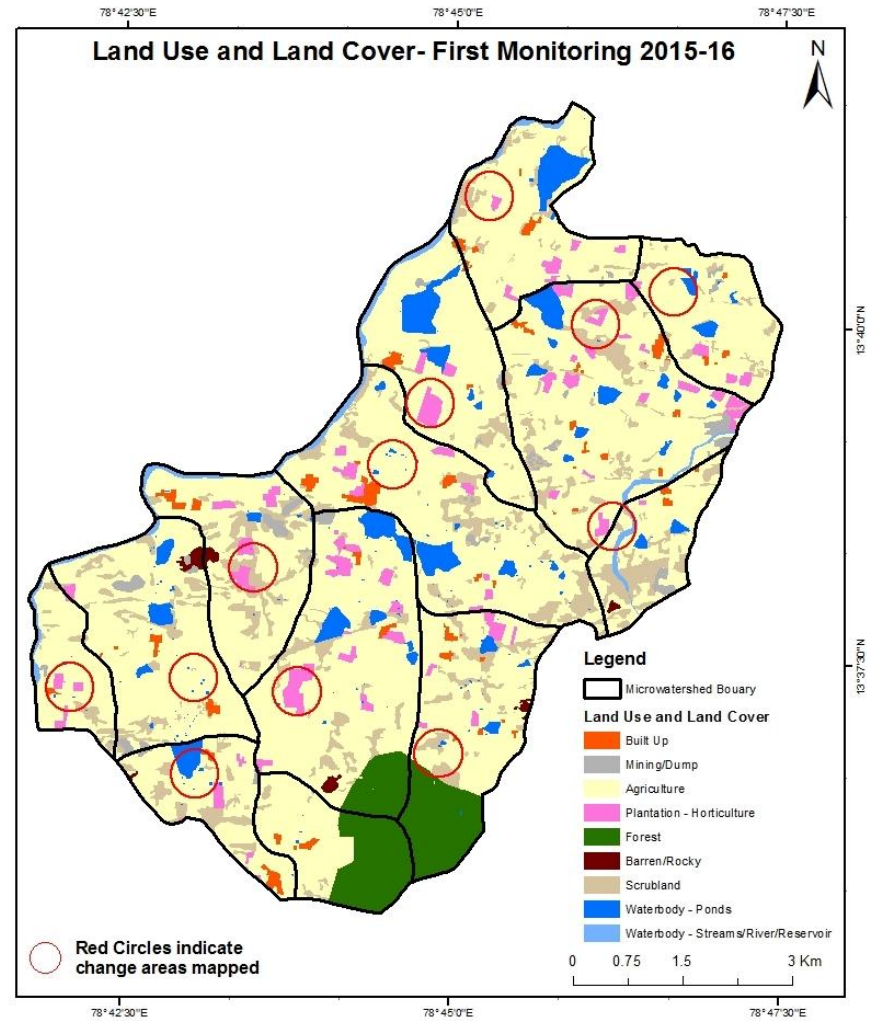 78°42'30"E
78°45'0"E
78°47'30"E
Land Use and Land Cover- First Monitoring 2015-16
N
13°40'0"N
13°37'30"N
Legend
Microwatershed Bouary
Land Use and Land Cover
Built Up
Mining/Dump
Agriculture
Plantation - Horticulture
Forest
Barren/Rocky
Scrubland
Waterbody - Ponds
Waterbody - Streams/River/Reservoir
Red Circles indicate
change areas mapped
0 0.75 1.5 3 Km
78°42'30"E
78°45'0"E
78°47'30"E